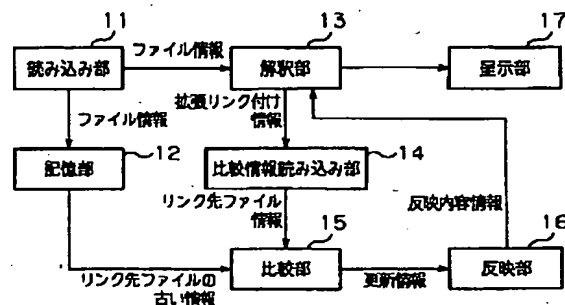 11
13
17
読み込み部
ファイル情報
解釈部
呈示部
ファイル情報
拡張リンク付け
情報
12
14
記憶部
比較情報読み込み部
リンク先ファイル
情報
反映内容情報
15
16
リンク先ファイルの
古い情報
比較部
更新情報
反映部